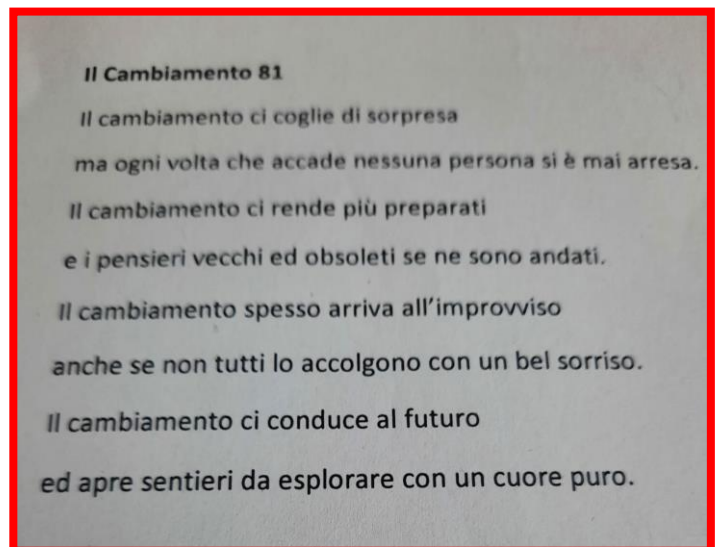 Il Cambiamento 81
Il cambiamento ci coglie di sorpresa
ma ogni volta che accade nessuna persona si è mai arresa.
Il cambiamento ci rende più preparati
e i pensieri vecchi ed obsoleti se ne sono andati.
Il cambiamento spesso arriva all’improvviso
anche se non tutti lo accolgono con un bel sorriso.
Il cambiamento ci conduce al futuro
ed apre sentieri da esplorare con un cuore puro.